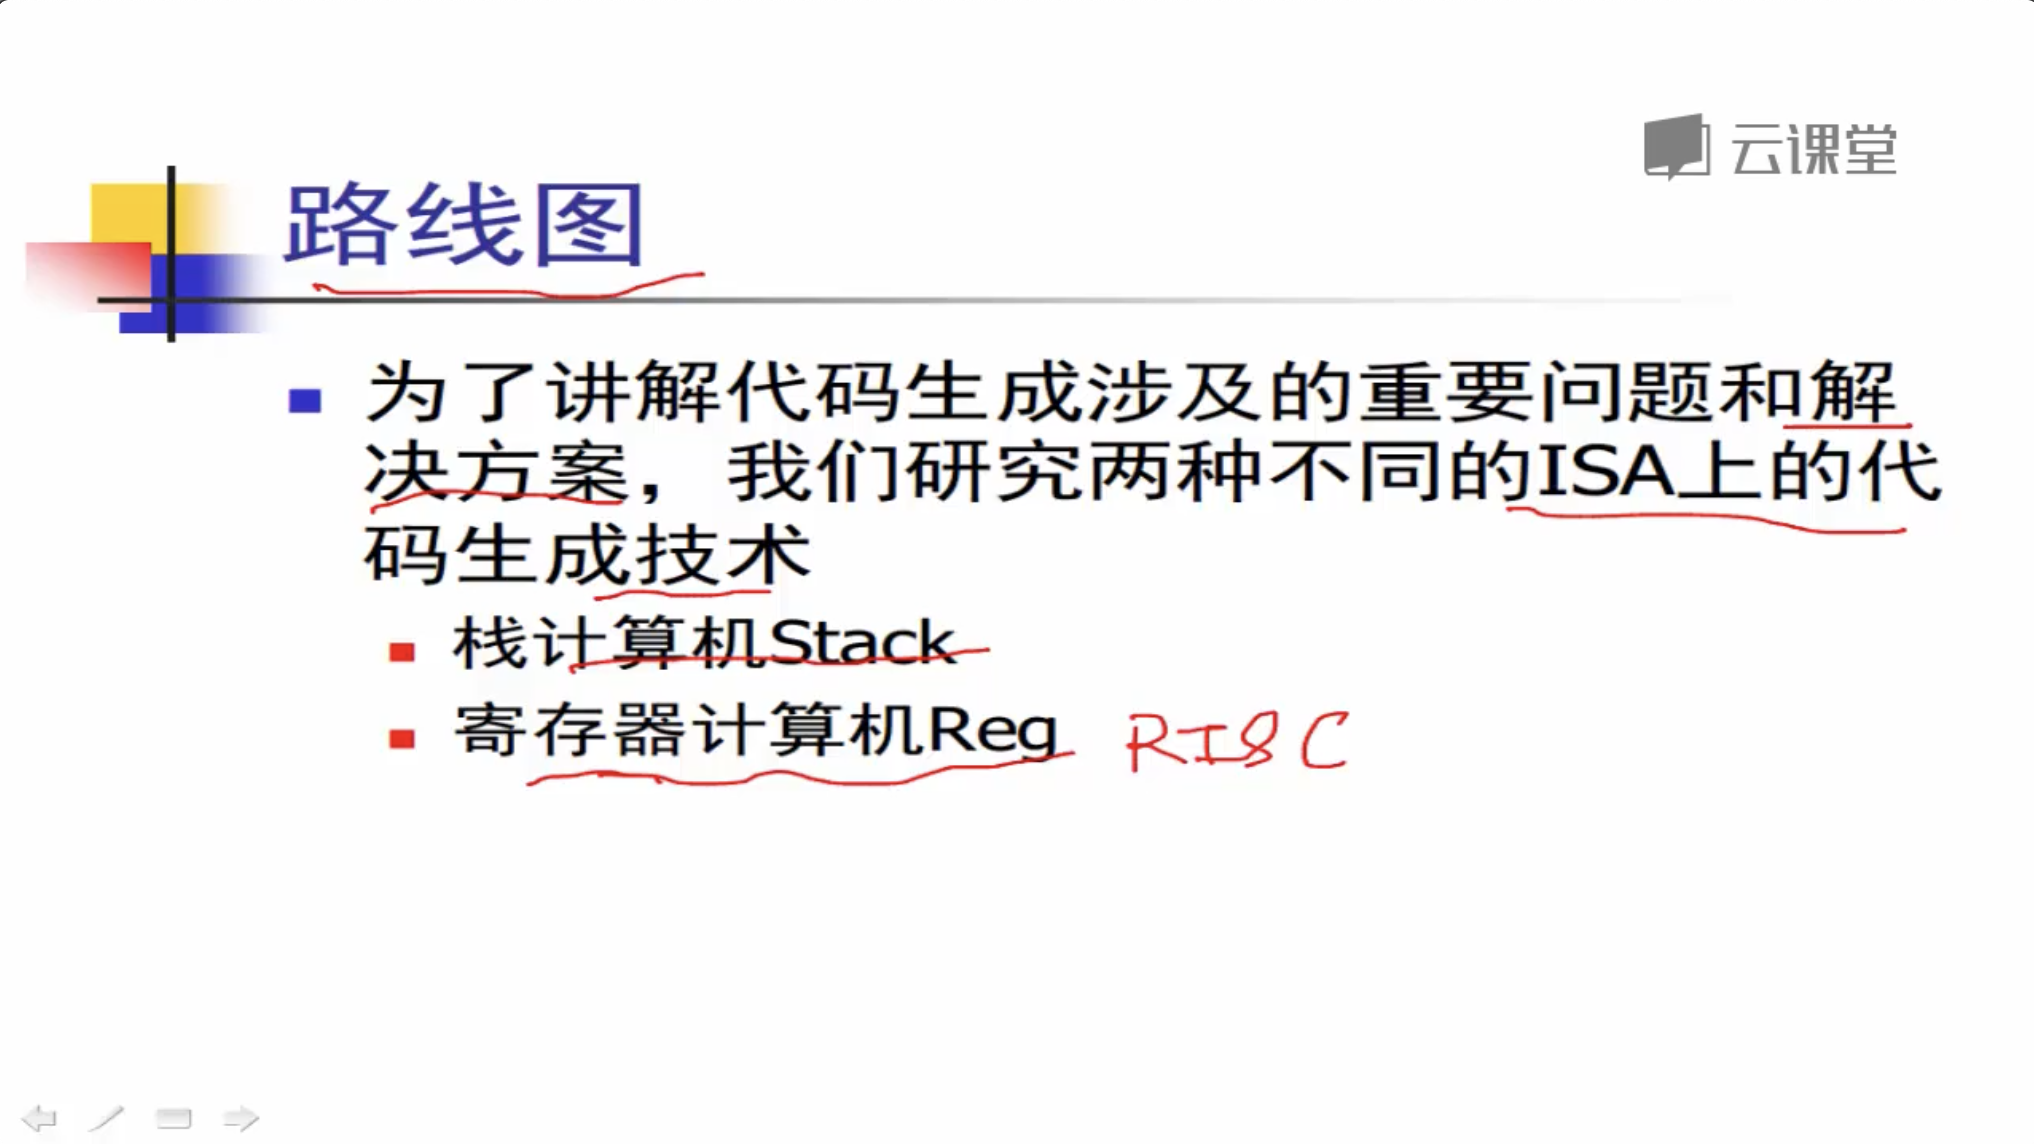 云课堂
路线图
为了讲解代码生成涉及的重要问题和解
决方案，我们研究两种不同的ISA上的代
码生成技术
栈计算机Stack
寄存器计算机Reg RISC